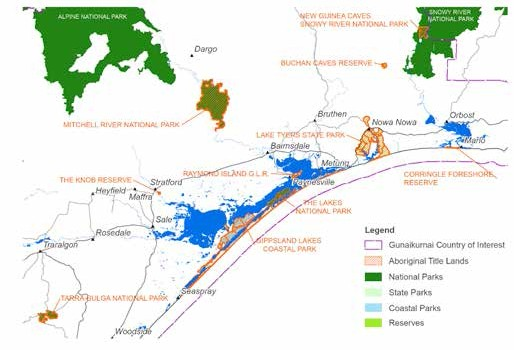 ALPINE NATIONAL PARK
NEW GUINEA CAVES
SNOWY RIVER NATIONAL PARK
SNOWY RIVER
NATIONAL PARK
Dargo
BUCHAN CAVES RESERVE
MITCHELL RIVER NATIONAL PARK
Bruthen
Nowa Nowa
Orbost
LAKE TYERS STATE PARK
Marlo
Bairnsdale
Metung
RAYMOND ISLAND G.L.R.
Paynesville
CORRINGLE FORESHORE
RESERVE
THE KNOB RESERVE
Stratford
Heyfield
Maffra
THE LAKES
NATIONAL PARK
Sale
Rosedale
GIPPSLAND LAKES
COASTAL PARK
Traralgon
TARRA BULGA NATIONAL PARK
Seaspray
Woodside
Legend
Gunaikurnai Country of Interest
Aboriginal Title Lands
National Parks
State Parks
Coastal Parks
Reserves